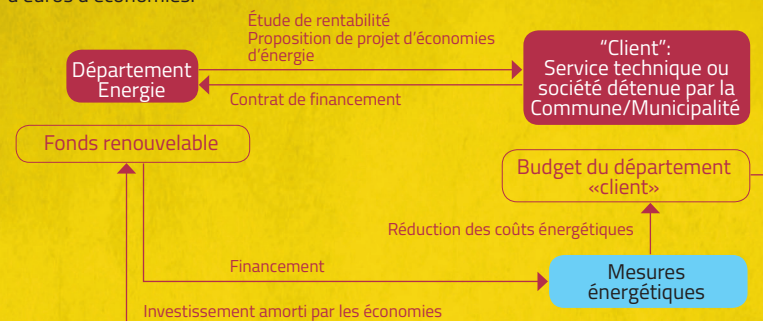 d'euros d'économies.
Étude de rentabilité
Proposition de projet d'économies
d'énergie
Département
Energie
"Client":
Service technique ou
société détenue par la
Commune/Municipalité
Contrat de financement
Fonds renouvelable
Budget du département
«client»
Réduction des coûts énergétiques
Financement
Mesures
énergétiques
Investissement amorti par les économies